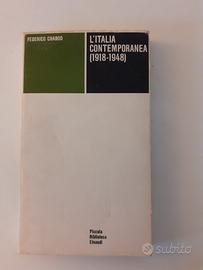 FEDERICO CHABOD
L'ITALIA
CONTEMPORANEA
(1918-1948)
Piccola
Biblioteca
Einaudi
subito